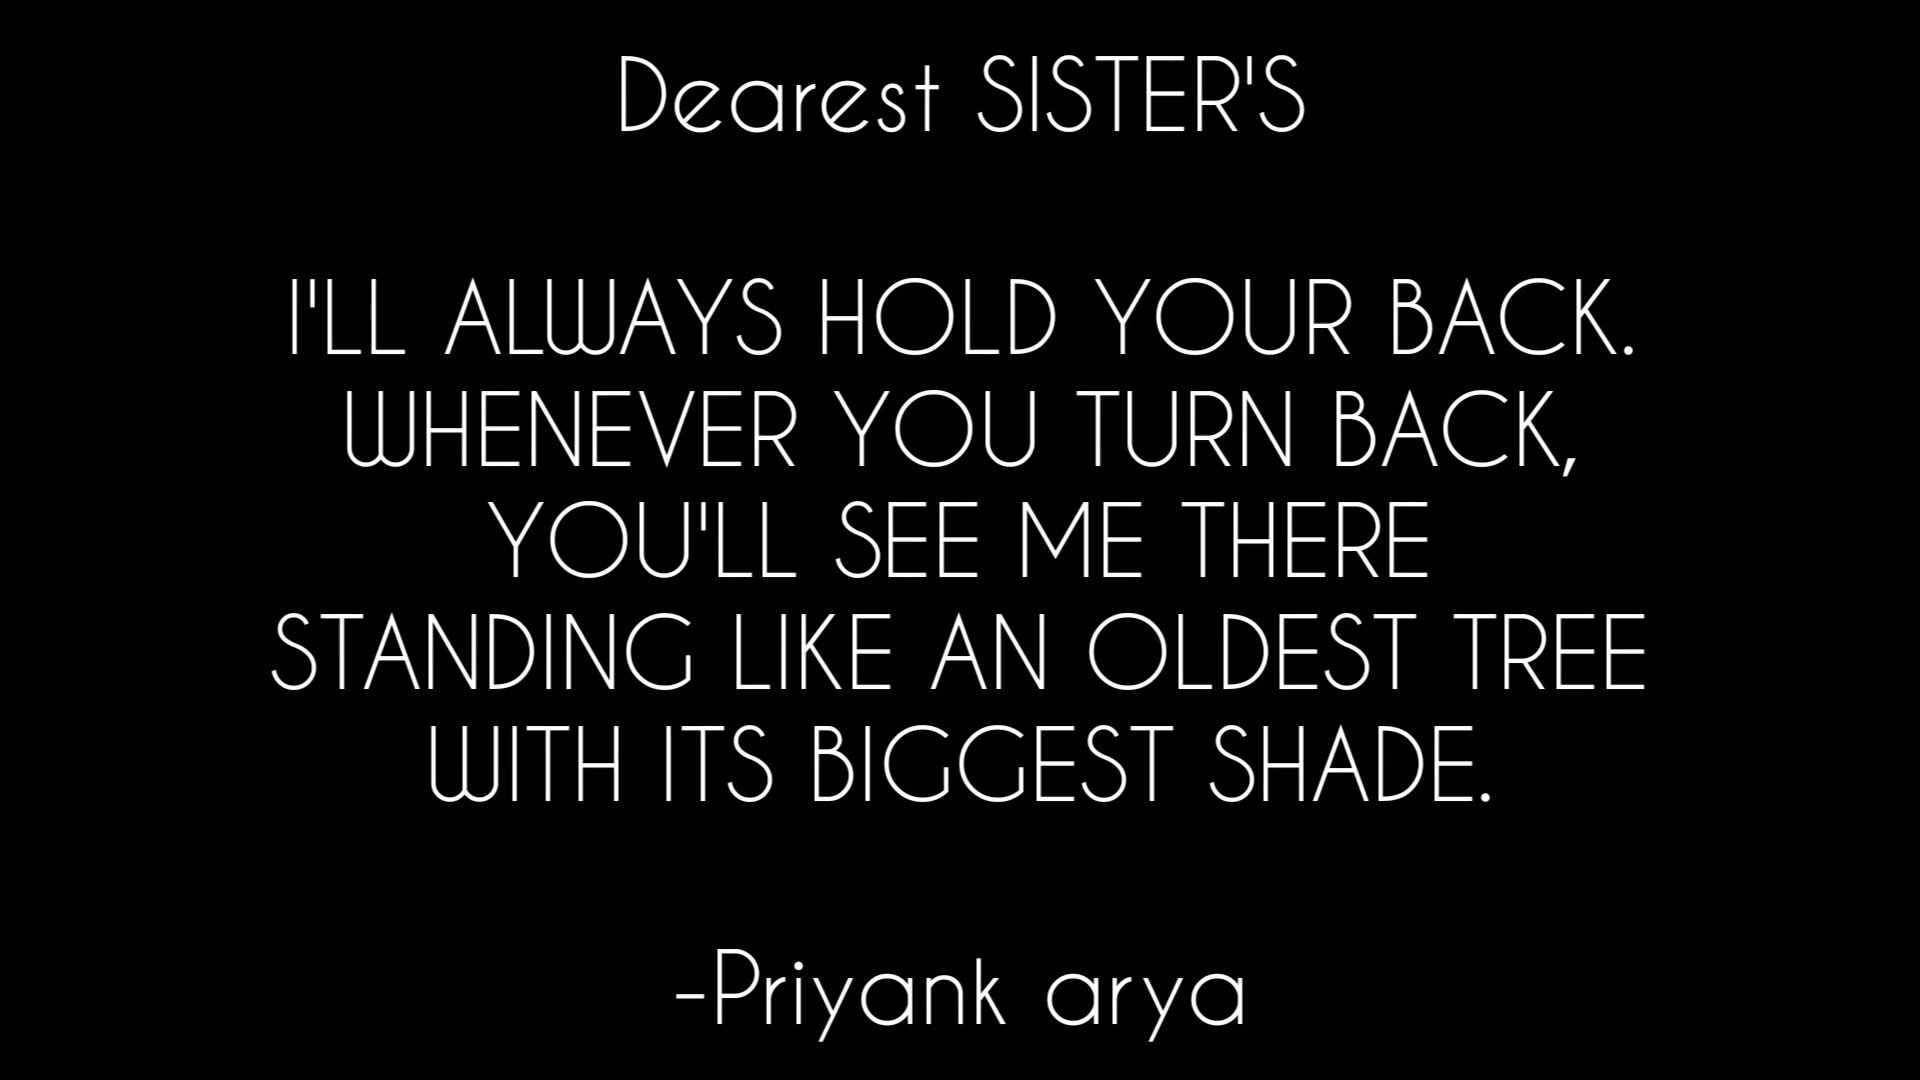 Dearest SISTER'S
I'LL ALWAYS HOLD YOUR BACK.
WHENEVER YOU TURN BACK,
YOU'LL SEE ME THERE
STANDING LIKE AN OLDEST TREE
WITH ITS BIGGEST SHADE.
-Priyank arya